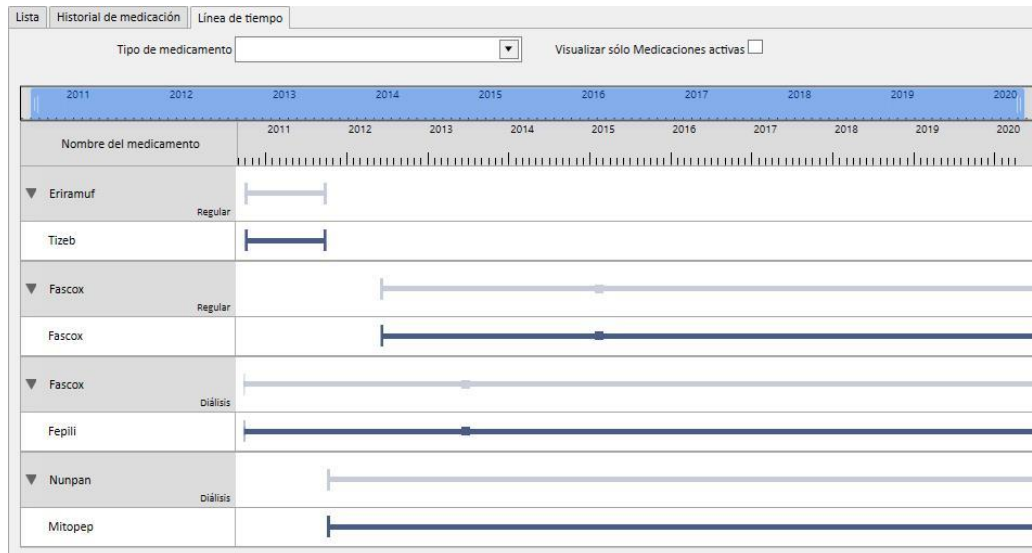 Lista Historial de medicación Línea de tiempo
Tipo de medicamento Visualizar sólo Medicaciones activas
2011 2012 2013 2014 2015 2016 2017 2018 2019 2020
Nombre del medicamento 2011 2012 2013 2014 2015 2016 2017 2018 2019 2020
Eriramuf
Regular
Tizeb
Fascox
Regular
Fascox
Fascox
Diálisis
Fepili
Nunpan
Diálisis
Mitopep